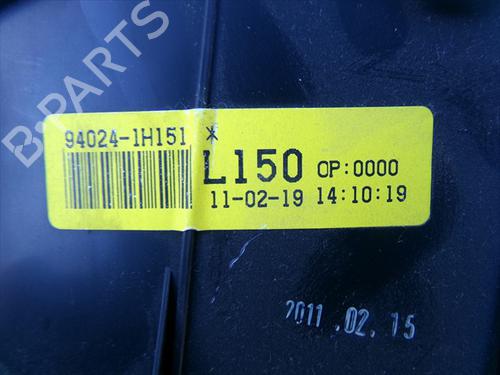 B-PARTS
94024-1H151 *
L150 OP:0000
11-02-19 14:10:19
2011.02.15